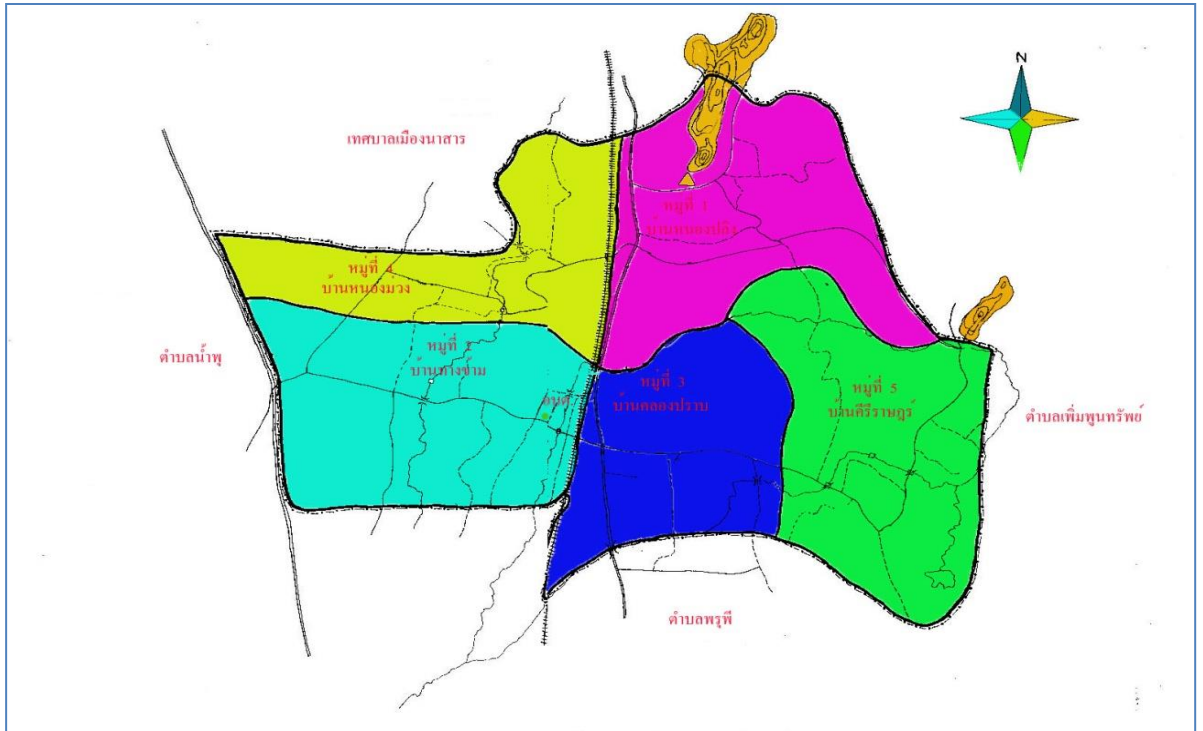 N
เทศบาลเมืองนาสาร
หมู่ที่ 1
บ้านหนองปลิง
หมู่ที่ 4
บ้านหนองม่วง
ตำบลน้ำพุ
หมู่ที่ 2
บ้านทางข้าม
อบต
หมู่ที่ 3
บ้านคลองปราบ
หมู่ที่ 5
บ้านคีรีราษฎร์
ตำบลเพิ่มพูนทรัพย์
ตำบลพรุพี